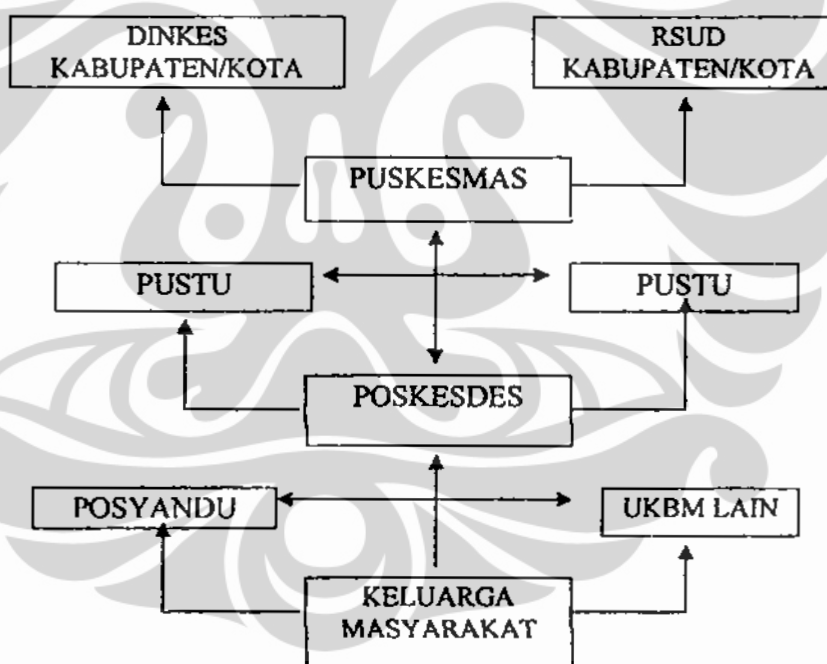 DINKES
KABUPATEN/KOTA
RSUD
KABUPATEN/KOTA
PUSKESMAS
PUSTU
PUSTU
POSKESDES
POSYANDU
UKBM LAIN
KELUARGA
MASYARAKAT